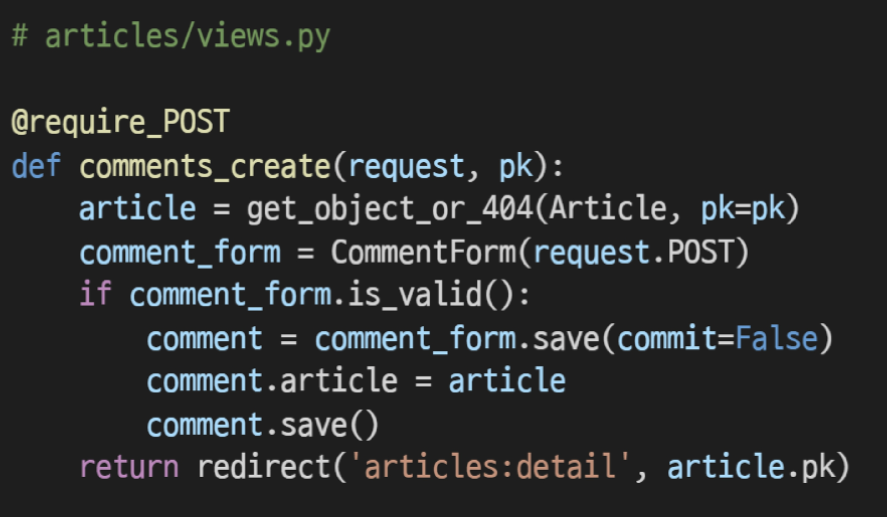 # articles/views.py
@require_POST
def comments_create(request, pk):
    article = get_object_or_404(Article, pk=pk)
    comment_form = CommentForm(request.POST)
    if comment_form.is_valid():
        comment = comment_form.save(commit=False)
        comment.article = article
        comment.save()
    return redirect('articles:detail', article.pk)